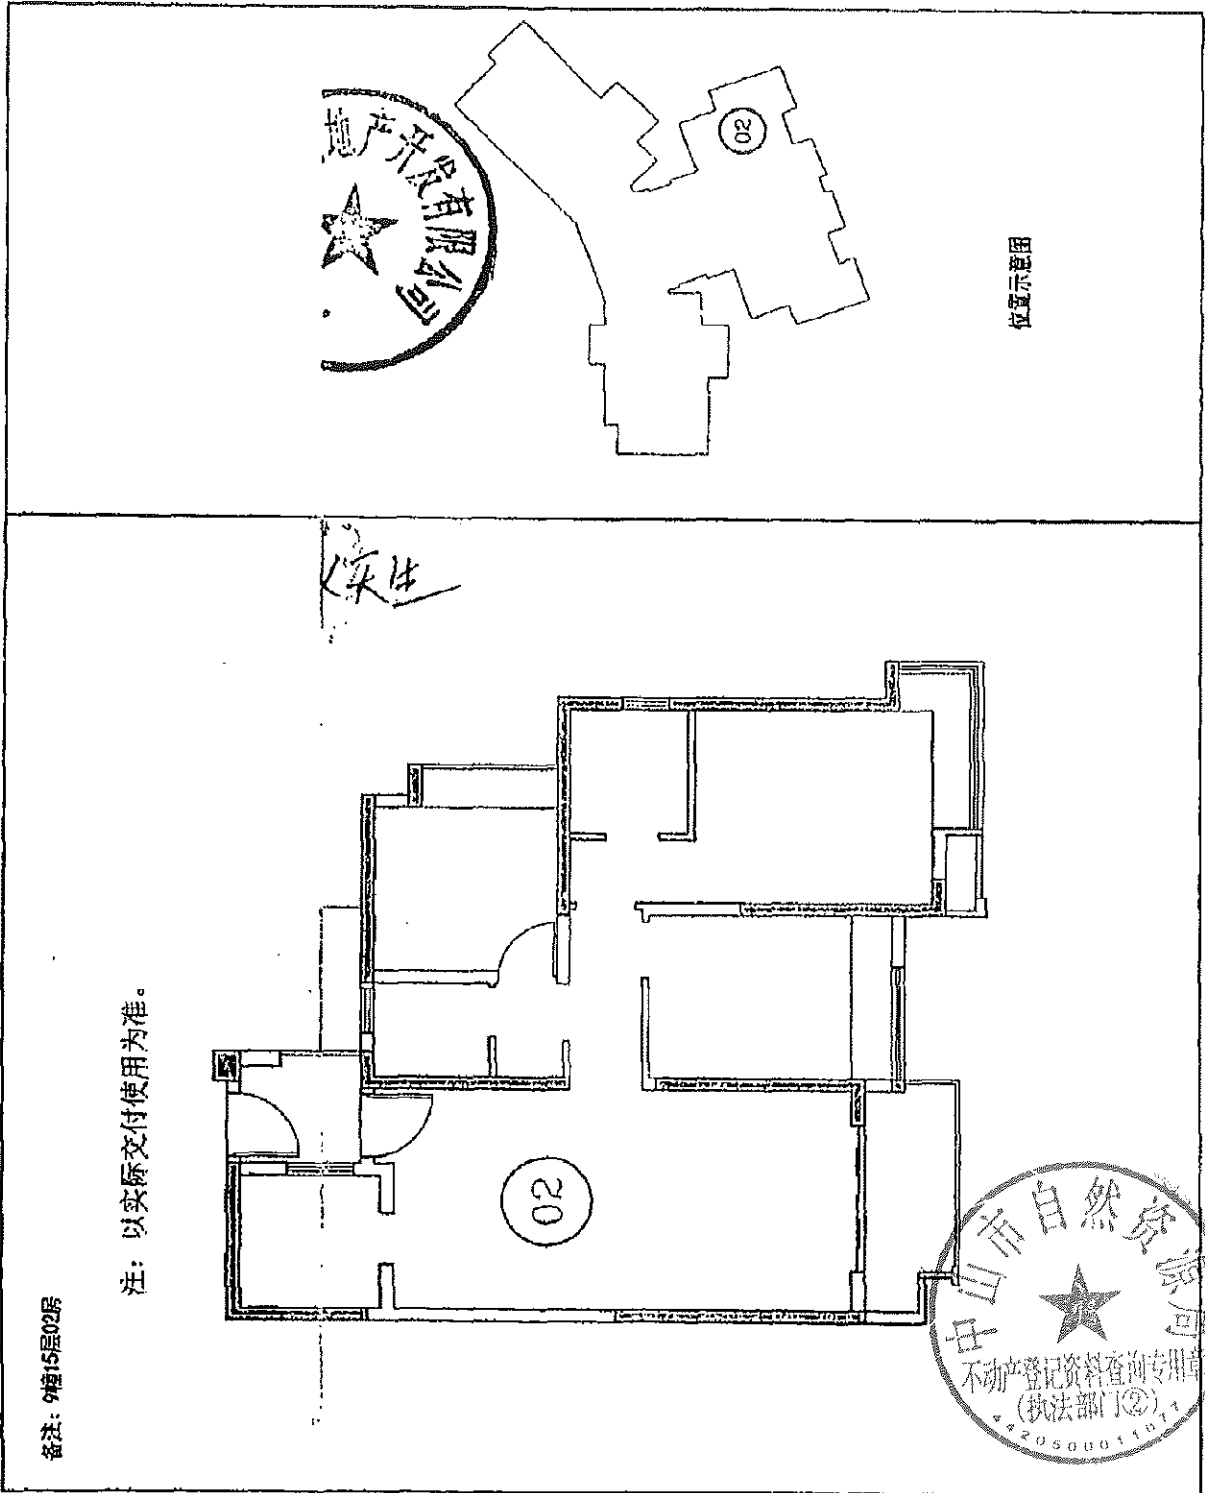 备注：9幢15层02房
注：以实际交付使用为准。
02
02
位置示意图
地产开发有限公司
中山市自然资源局
不动产登记资料查询专用章
(执法部门②)